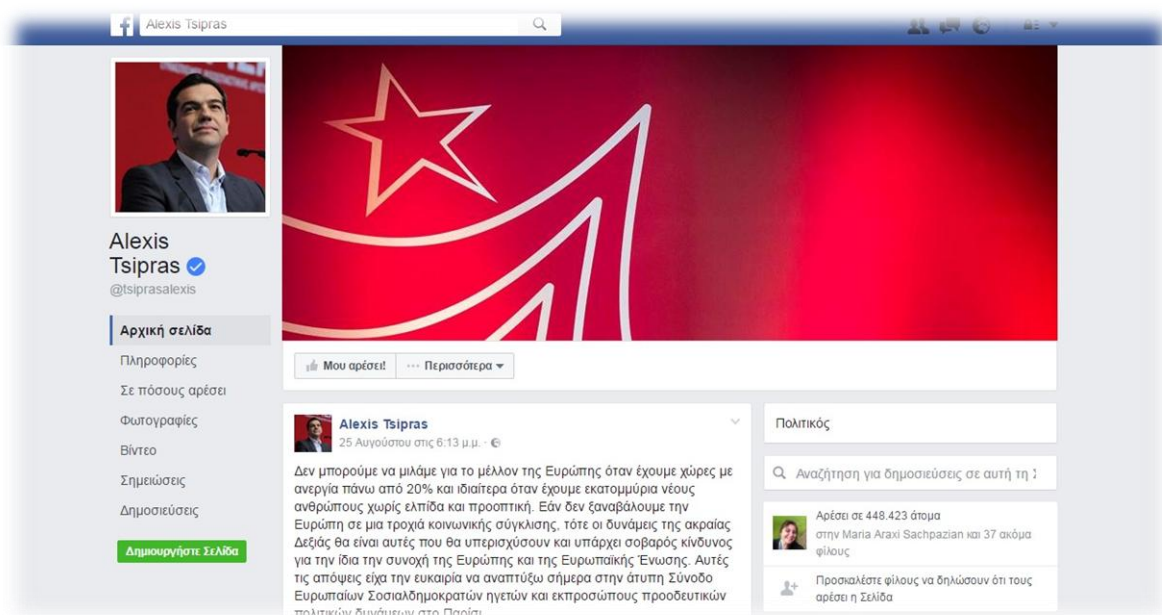 Alexis Tsipras
Alexis
Tsipras
@tsiprasalexis
Αρχική σελίδα
Πληροφορίες
Σε πόσους αρέσει
Φωτογραφίες
Βίντεο
Σημειώσεις
Δημοσιεύσεις
Δημιουργήστε Σελίδα
Μου αρέσει!
Περισσότερα
Alexis Tsipras
25 Αυγούστου στις 6:13 μ.μ. ·
Δεν μπορούμε να μιλάμε για το μέλλον της Ευρώπης όταν έχουμε χώρες με
ανεργία πάνω από 20% και ιδιαίτερα όταν έχουμε εκατομμύρια νέους
ανθρώπους χωρίς ελπίδα και προοπτική. Εάν δεν ξαναβάλουμε την
Ευρώπη σε μια τροχιά κοινωνικής σύγκλισης, τότε οι δυνάμεις της ακραίας
Δεξιάς θα είναι αυτές που θα υπερισχύσουν και υπάρχει σοβαρός κίνδυνος
για την ίδια την συνοχή της Ευρώπης και της Ευρωπαϊκής Ένωσης. Αυτές
τις απόψεις είχα την ευκαιρία να αναπτύξω σήμερα στην άτυπη Σύνοδο
Ευρωπαίων Σοσιαλδημοκρατών ηγετών και εκπροσώπους προοδευτικών
πολιτικών δυνάμεων στο Παρίσι
Πολιτικός
Αναζήτηση για δημοσιεύσεις σε αυτή τη
Αρέσει σε 448.423 άτομα
στην Maria Araxi Sachpazian και 37 ακόμα
φίλους
Προσκαλέστε φίλους να δηλώσουν ότι τους
αρέσει η Σελίδα